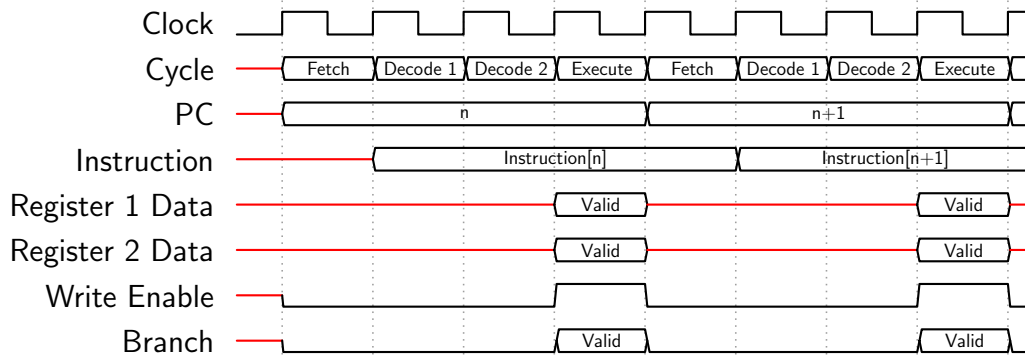 Clock
Cycle Fetch Decode 1 Decode 2 Execute Fetch Decode 1 Decode 2 Execute
PC n n+1
Instruction Instruction[n] Instruction[n+1]
Register 1 Data Valid Valid
Register 2 Data Valid Valid
Write Enable
Branch Valid Valid